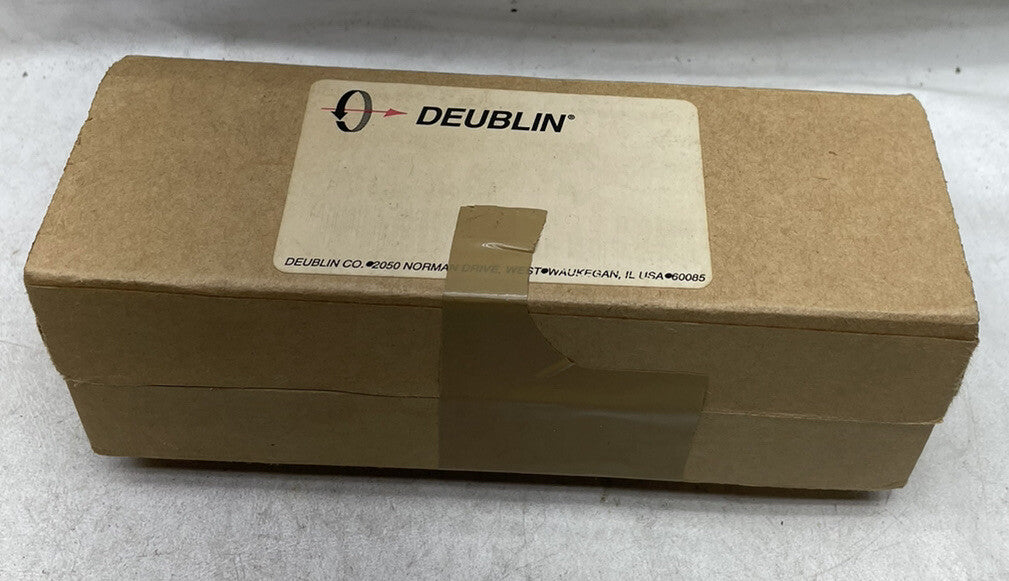 DEUBLIN®
DEUBLIN CO.●2050 NORMAN DRIVE, WEST●WAUKEGAN, IL USA●60085